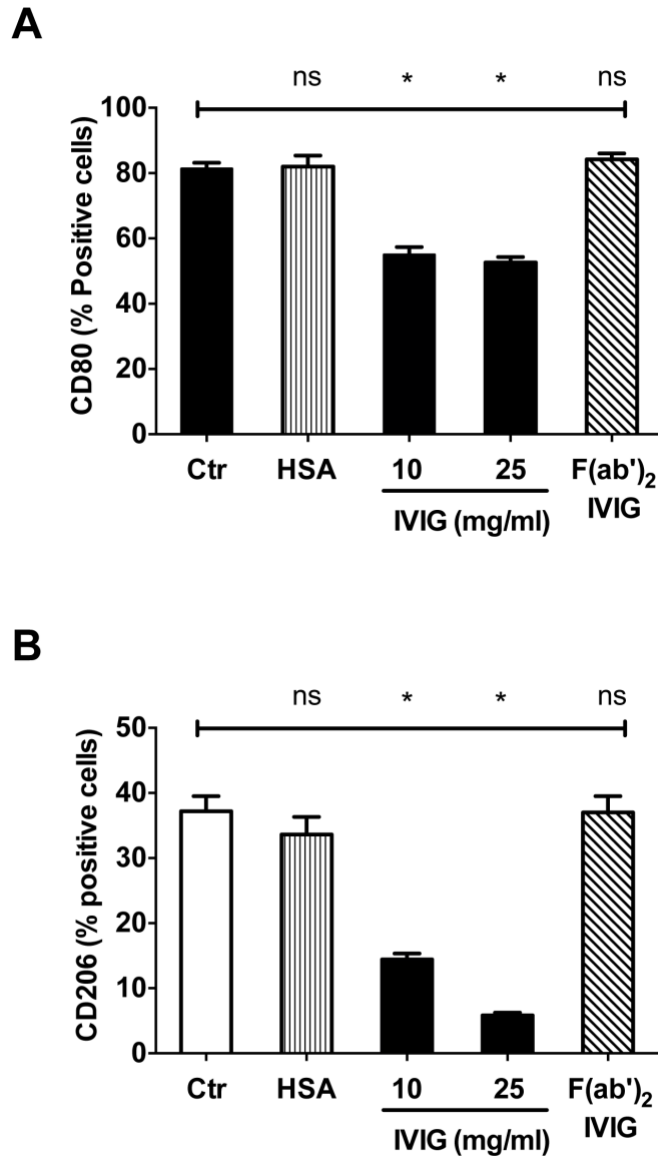 A
ns * * ns
CD80 (% Positive cells)
100
80
60
40
20
0
Ctr HSA 10 25 F(ab')₂
IVIG (mg/ml) IVIG
B
ns * * ns
CD206 (% positive cells)
50
40
30
20
10
0
Ctr HSA 10 25 F(ab')₂
IVIG (mg/ml) IVIG